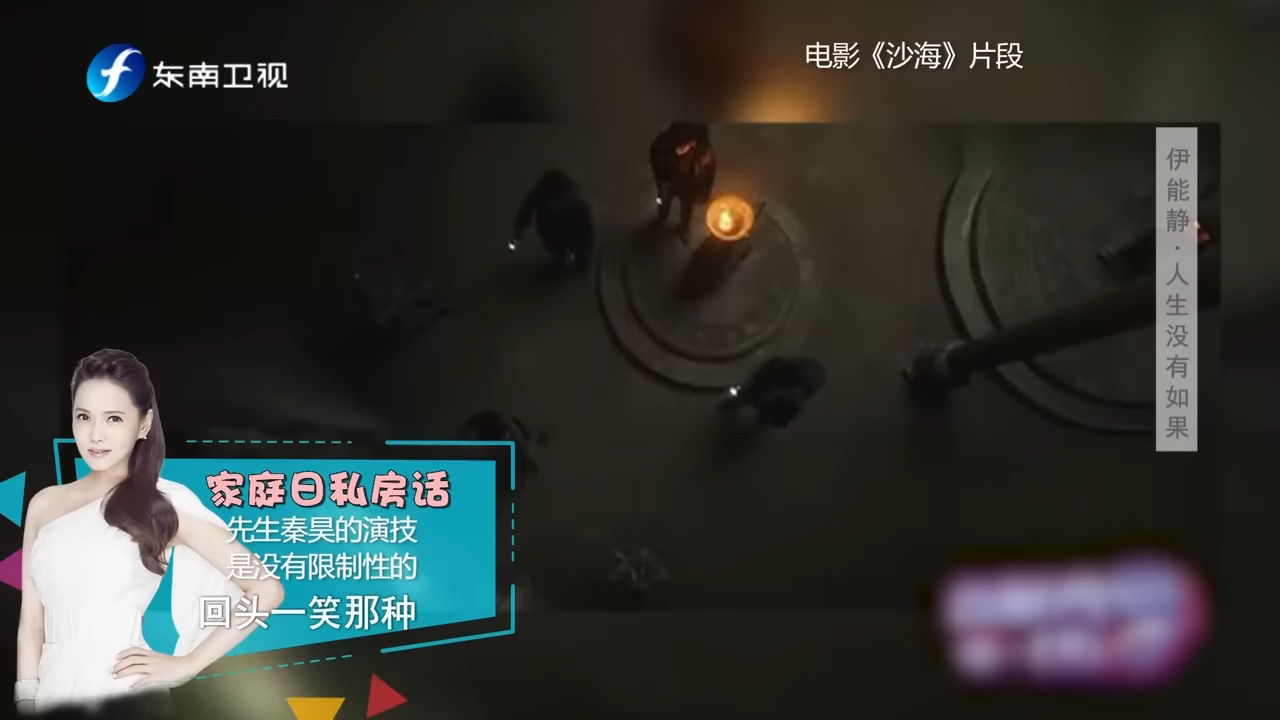 东南卫视
电影《沙海》片段
伊能静·人生没有如果
家庭日私房话
先生秦昊的演技
是没有限制性的
回头一笑那种